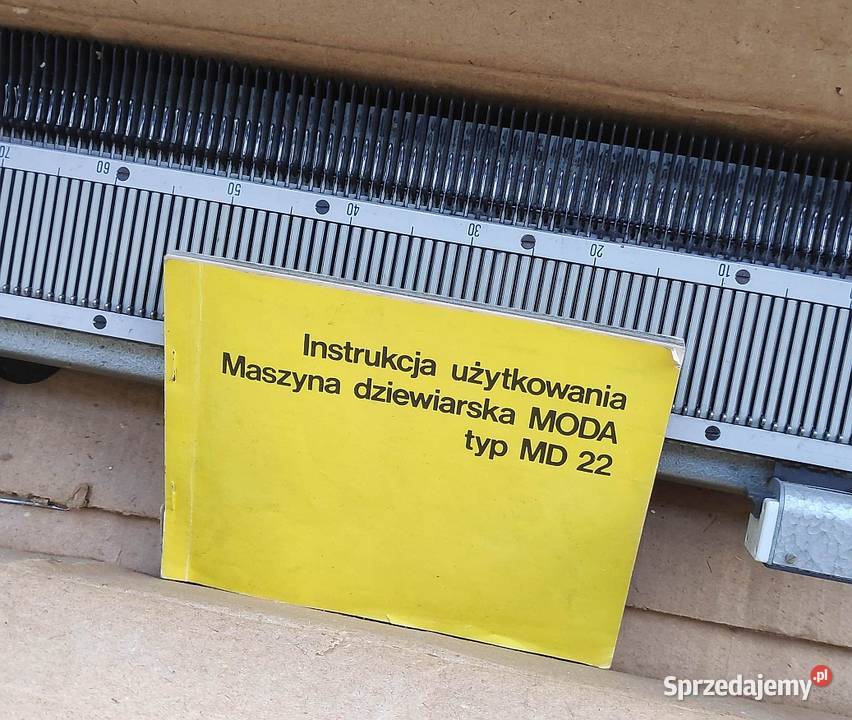 70 60 50 40 30 20 10
Instrukcja użytkowania
Maszyna dziewiarska MODA
typ MD 22
Sprzedajemy.pl